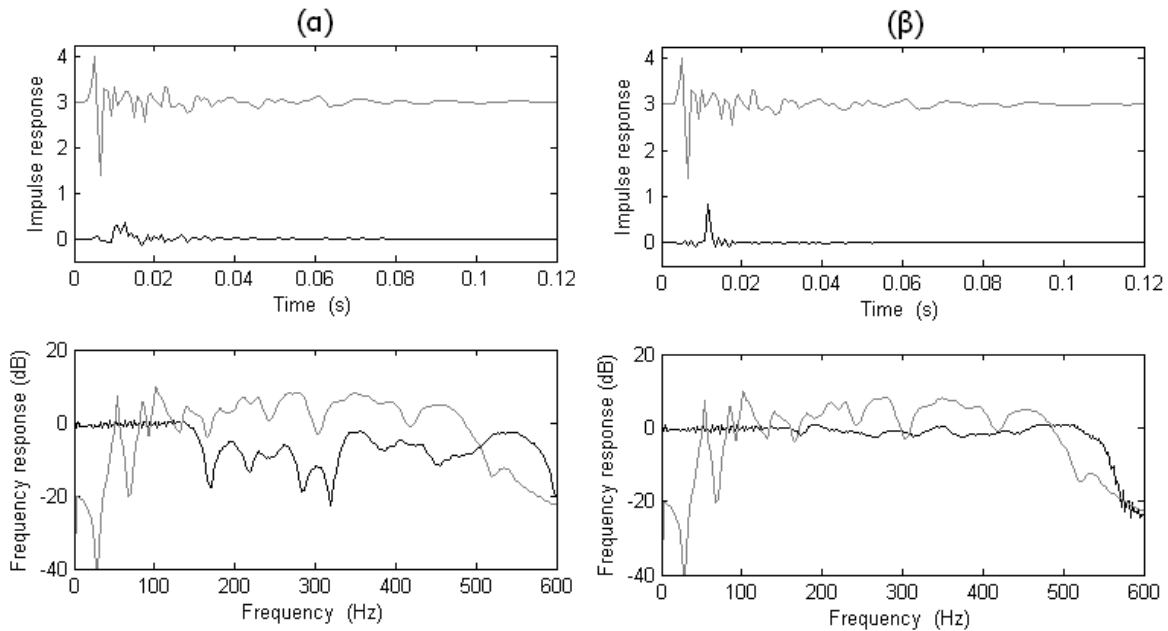 (α)
Impulse response
4
3
2
1
0
0 0.02 0.04 0.06 0.08 0.1 0.12
Time (s)
Frequency response (dB)
20
0
-20
-40
0 100 200 300 400 500 600
Frequency (Hz)
(β)
Impulse response
4
3
2
1
0
0 0.02 0.04 0.06 0.08 0.1 0.12
Time (s)
Frequency response (dB)
20
0
-20
-40
0 100 200 300 400 500 600
Frequency (Hz)